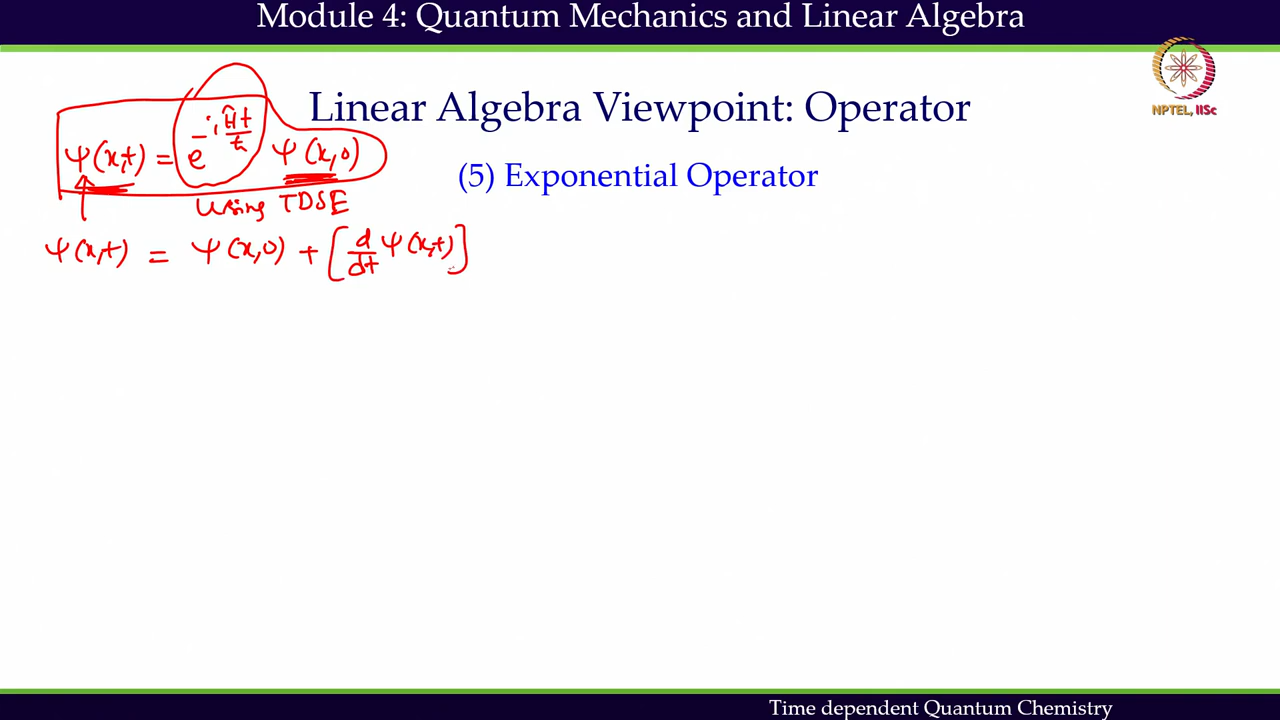 Module 4: Quantum Mechanics and Linear Algebra
NPTEL, IISc
Linear Algebra Viewpoint: Operator
(5) Exponential Operator
ψ(x,t) = e^{-iĤt/ħ} ψ(x,0)
using TDSE
ψ(x,t) = ψ(x,0) + [d/dt ψ(x,t)]
Time dependent Quantum Chemistry